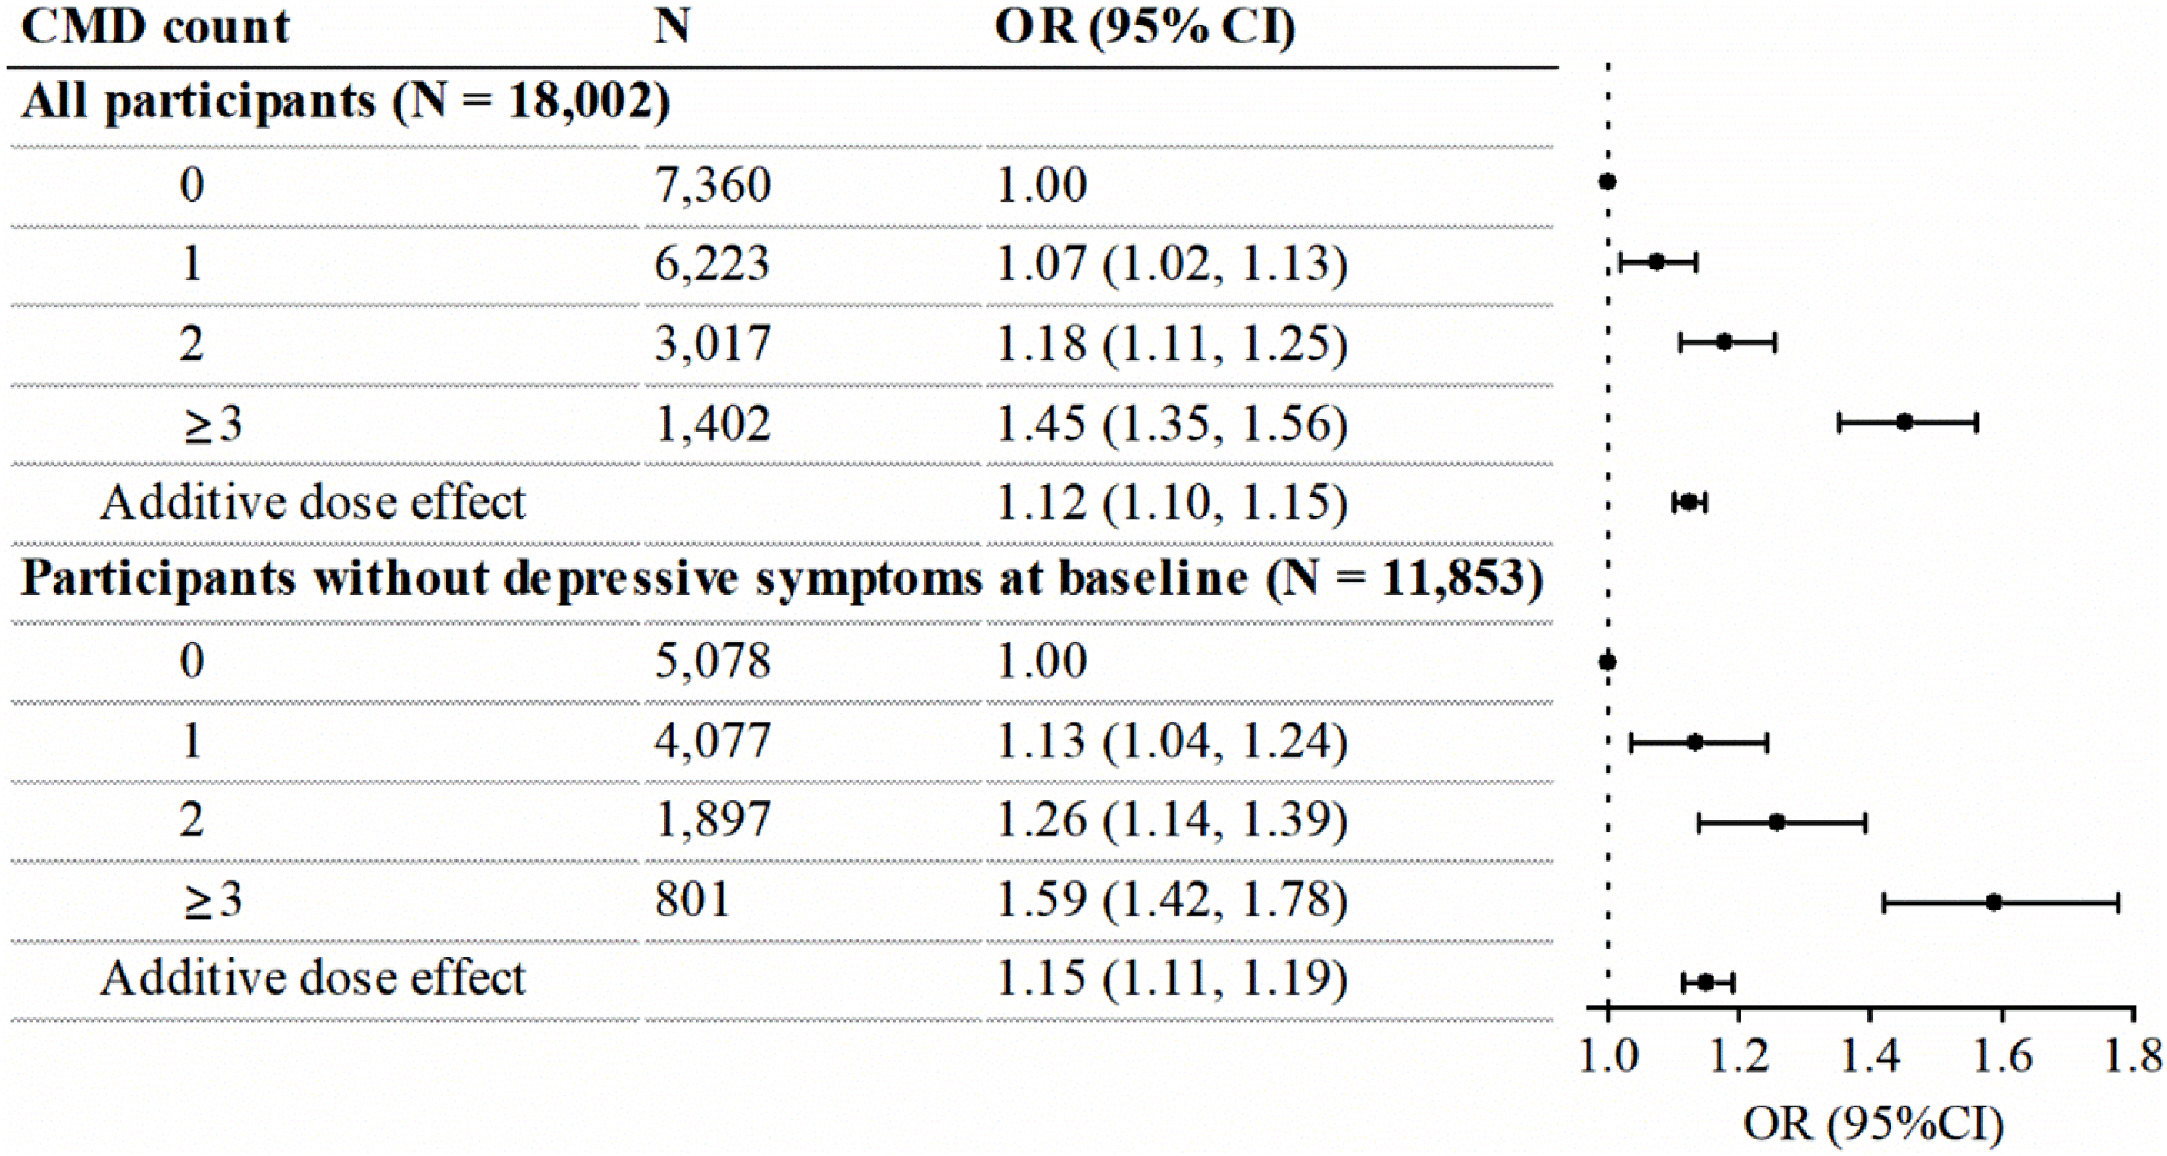 CMD count N OR (95% CI)
All participants (N = 18,002)
0 7,360 1.00
1 6,223 1.07 (1.02, 1.13)
2 3,017 1.18 (1.11, 1.25)
≥3 1,402 1.45 (1.35, 1.56)
Additive dose effect 1.12 (1.10, 1.15)
Participants without depressive symptoms at baseline (N = 11,853)
0 5,078 1.00
1 4,077 1.13 (1.04, 1.24)
2 1,897 1.26 (1.14, 1.39)
≥3 801 1.59 (1.42, 1.78)
Additive dose effect 1.15 (1.11, 1.19)
1.0 1.2 1.4 1.6 1.8
OR (95%CI)